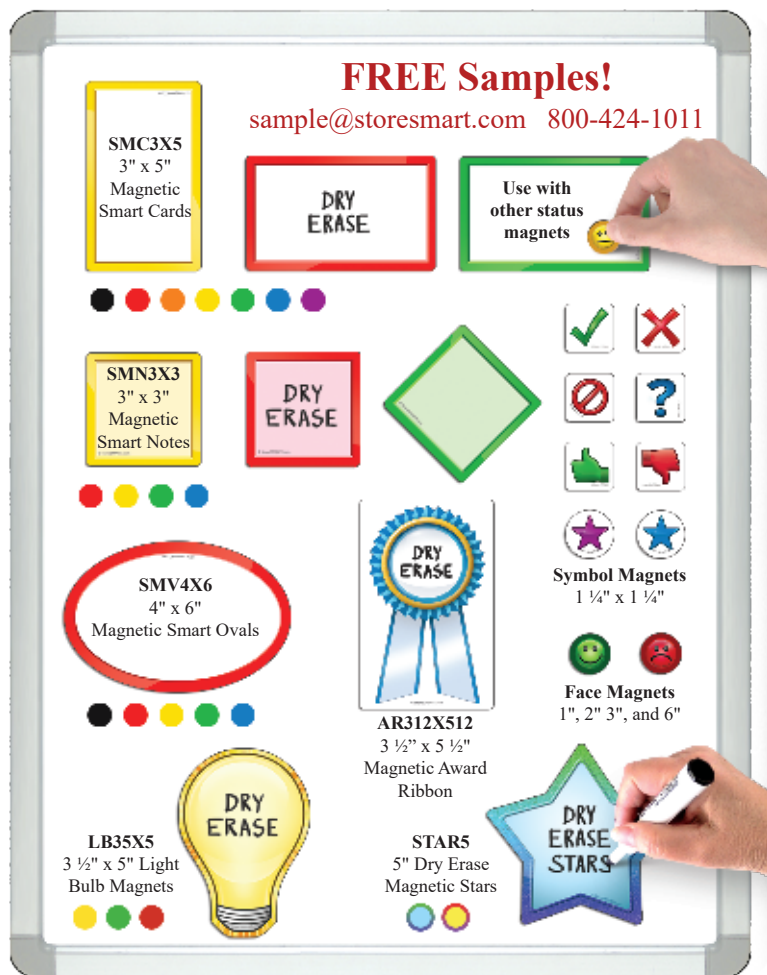 FREE Samples!
sample@storesmart.com 800-424-1011
SMC3X5
3" x 5"
Magnetic
Smart Cards
DRY
ERASE
Use with
other status
magnets
SMN3X3
3" x 3"
Magnetic
Smart Notes
DRY
ERASE
?
SMV4X6
4" x 6"
Magnetic Smart Ovals
DRY
ERASE
AR312X512
3 ½” x 5 ½"
Magnetic Award
Ribbon
Symbol Magnets
1 ¼" x 1 ¼"
Face Magnets
1", 2" 3", and 6"
LB35X5
3 ½" x 5" Light
Bulb Magnets
DRY
ERASE
STAR5
5" Dry Erase
Magnetic Stars
DRY
ERASE
STARS